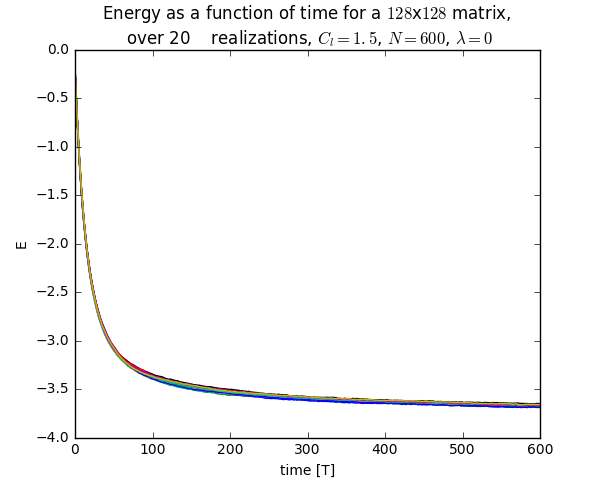 Energy as a function of time for a 128x128 matrix,
over 20 realizations, C_l = 1.5, N = 600, λ = 0
0.0
−0.5
−1.0
−1.5
−2.0
−2.5
−3.0
−3.5
−4.0
E
0 100 200 300 400 500 600
time [T]